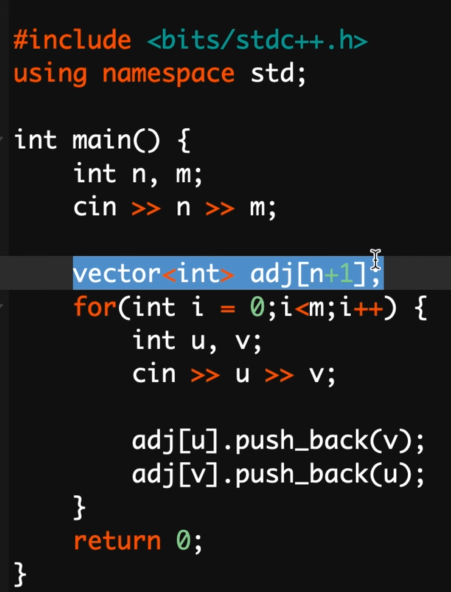 #include <bits/stdc++.h>
using namespace std;
int main() {
int n, m;
cin >> n >> m;
vector<int> adj[n+1];
for(int i = 0;i<m;i++) {
int u, v;
cin >> u >> v;
adj[u].push_back(v);
adj[v].push_back(u);
}
return 0;
}